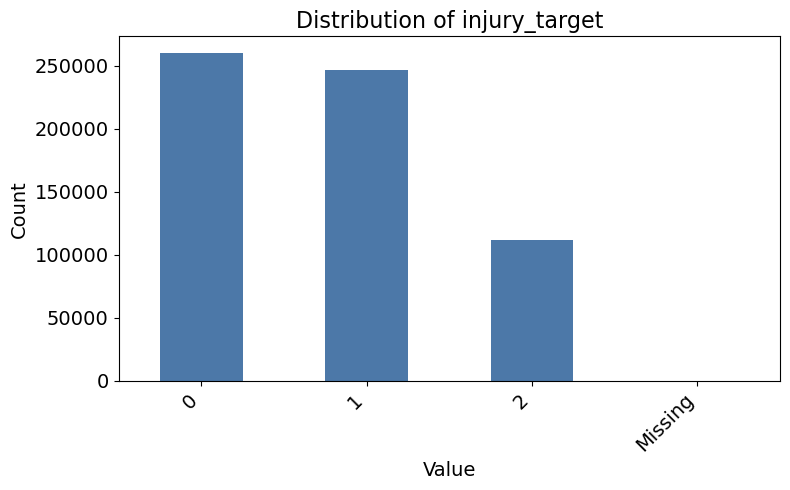 Distribution of injury_target
Count
250000
200000
150000
100000
50000
0
0 1 2 Missing
Value